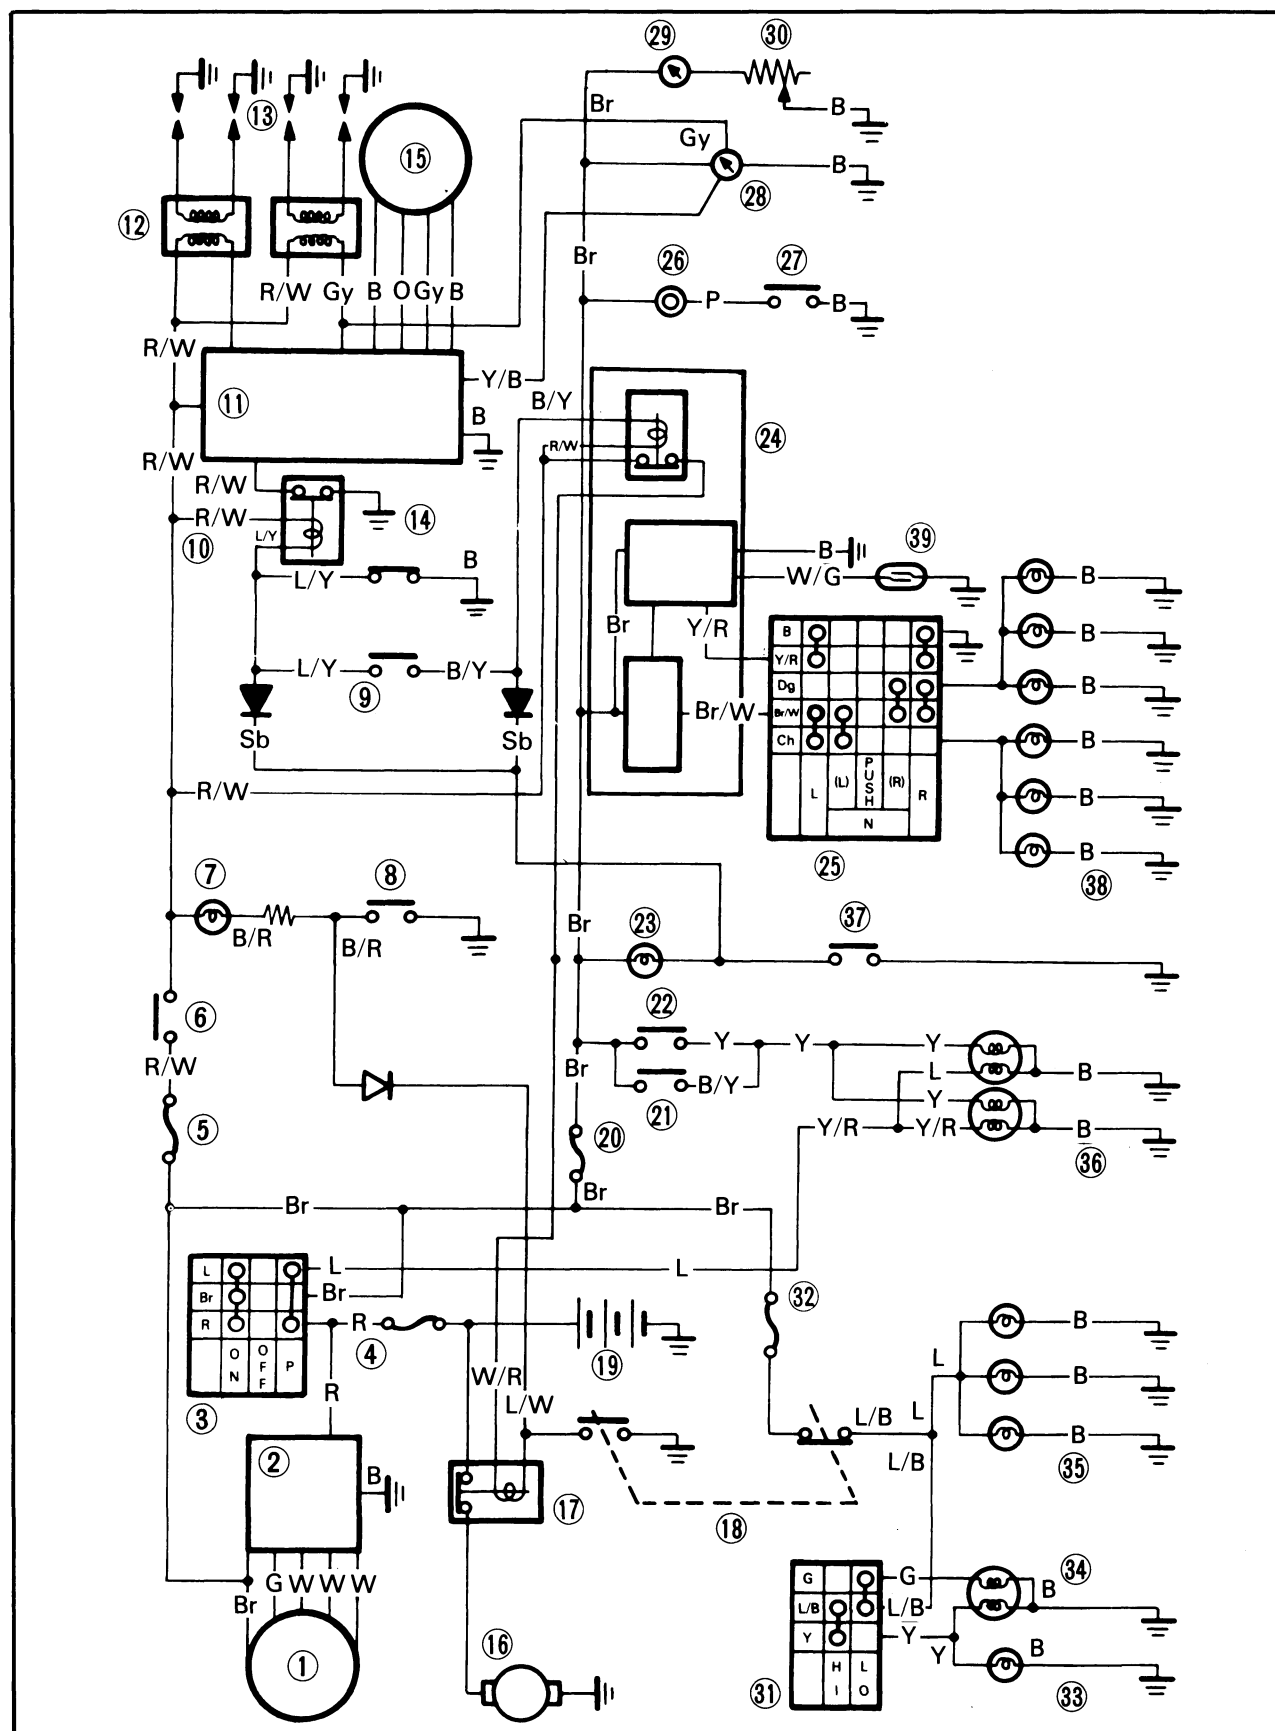 29 30
Br B
13
Gy
15
B
28
12
Br 26 27
R/W Gy B O Gy B
P B
R/W
Y/B
11
B/Y
B
24
R/W
R/W
R/W
R/W
14
L/Y
10
B
39
L/Y
B
W/G
B
Br
Y/R
B
B
Y/R
L/Y B/Y
Dg
B
9
Br/W
Br/W
Sb Sb
Ch
B
R/W
L (L) PUSH (R) R
N
B
25
B
38
7 8
Br
23 37
B/R B/R
6
22
Y Y Y
R/W
Br
L B
B/Y
Y
5
21
20
Y/R Y/R B
36
Br
Br Br
L
L L
Br
Br
32
R
R
4
19
B
ON OFF P
W/R
L
B
R
L/W
3
L/B L
B
2
L/B
35
B
17
18
G W W W
G
G
34
Br
L/B
L/B
B
Y
Y
16
Y
B
1
HI LO
31
33